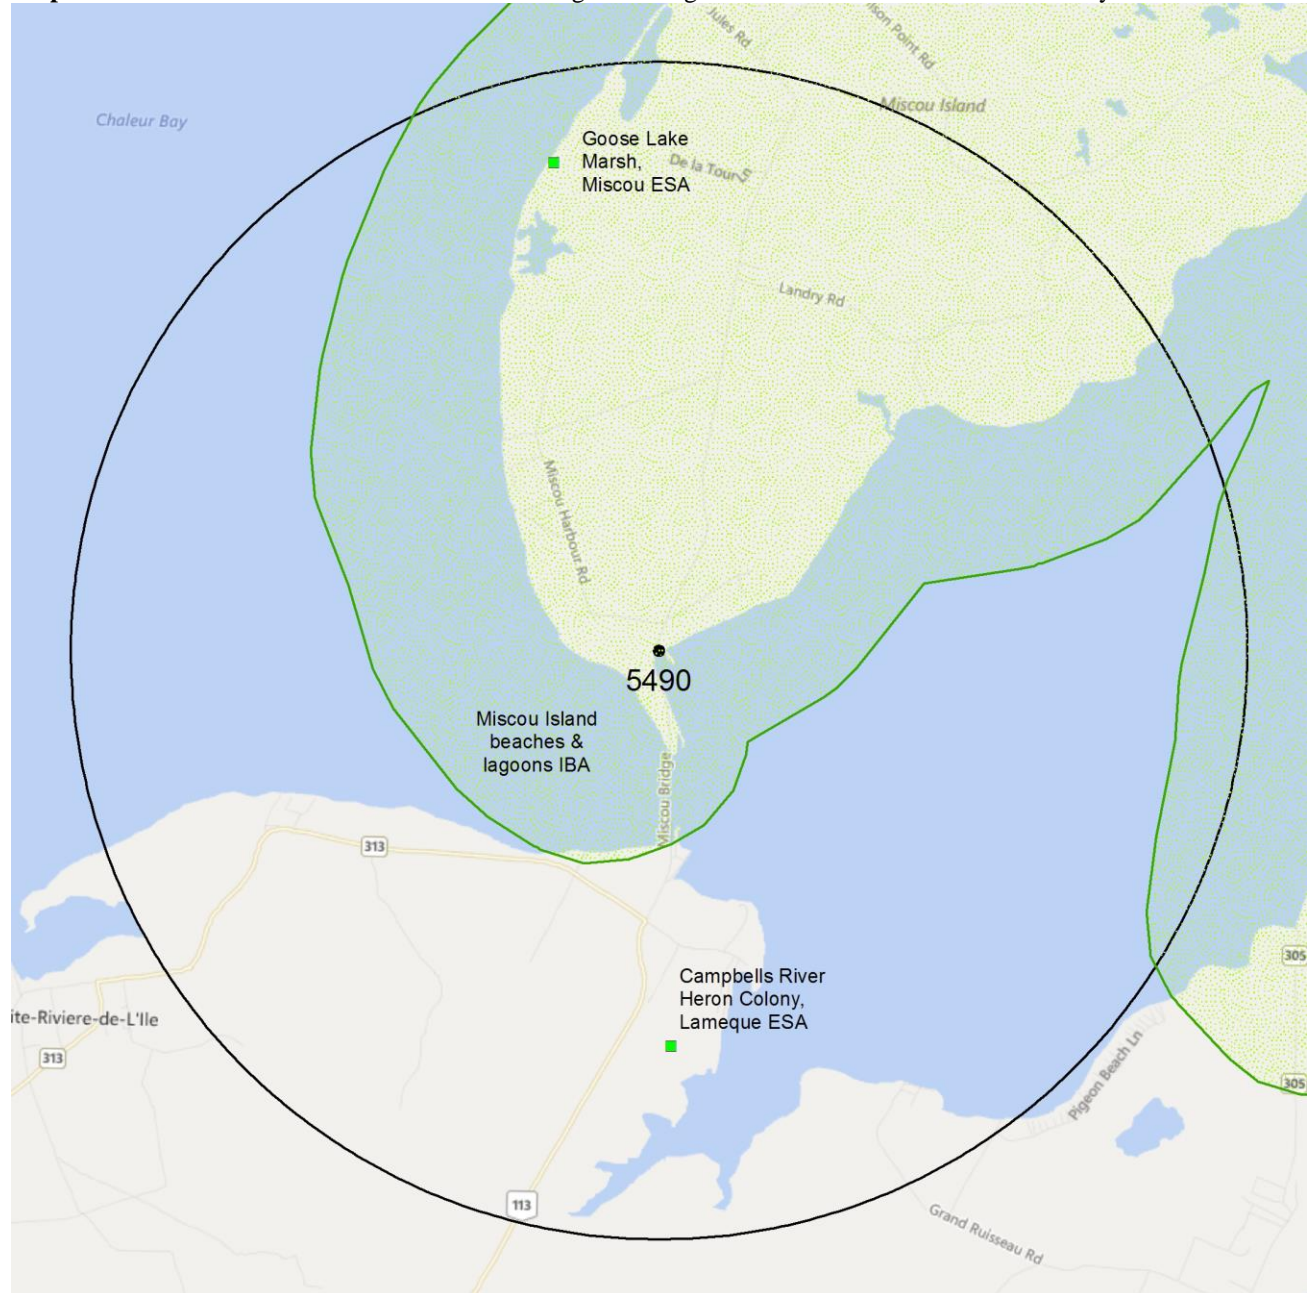 Jules Rd
ison Point Rd
Miscou Island
Chaleur Bay
Goose Lake
Marsh,
Miscou ESA
De la Tour Ln
Landry Rd
Miscou Harbour Rd
5490
Miscou Island
beaches &
lagoons IBA
Miscou Bridge
313
Campbells River
Heron Colony,
Lameque ESA
305
ite-Riviere-de-L'Ile
313
305
Pigeon Beach Ln
113
Grand Ruisseau Rd